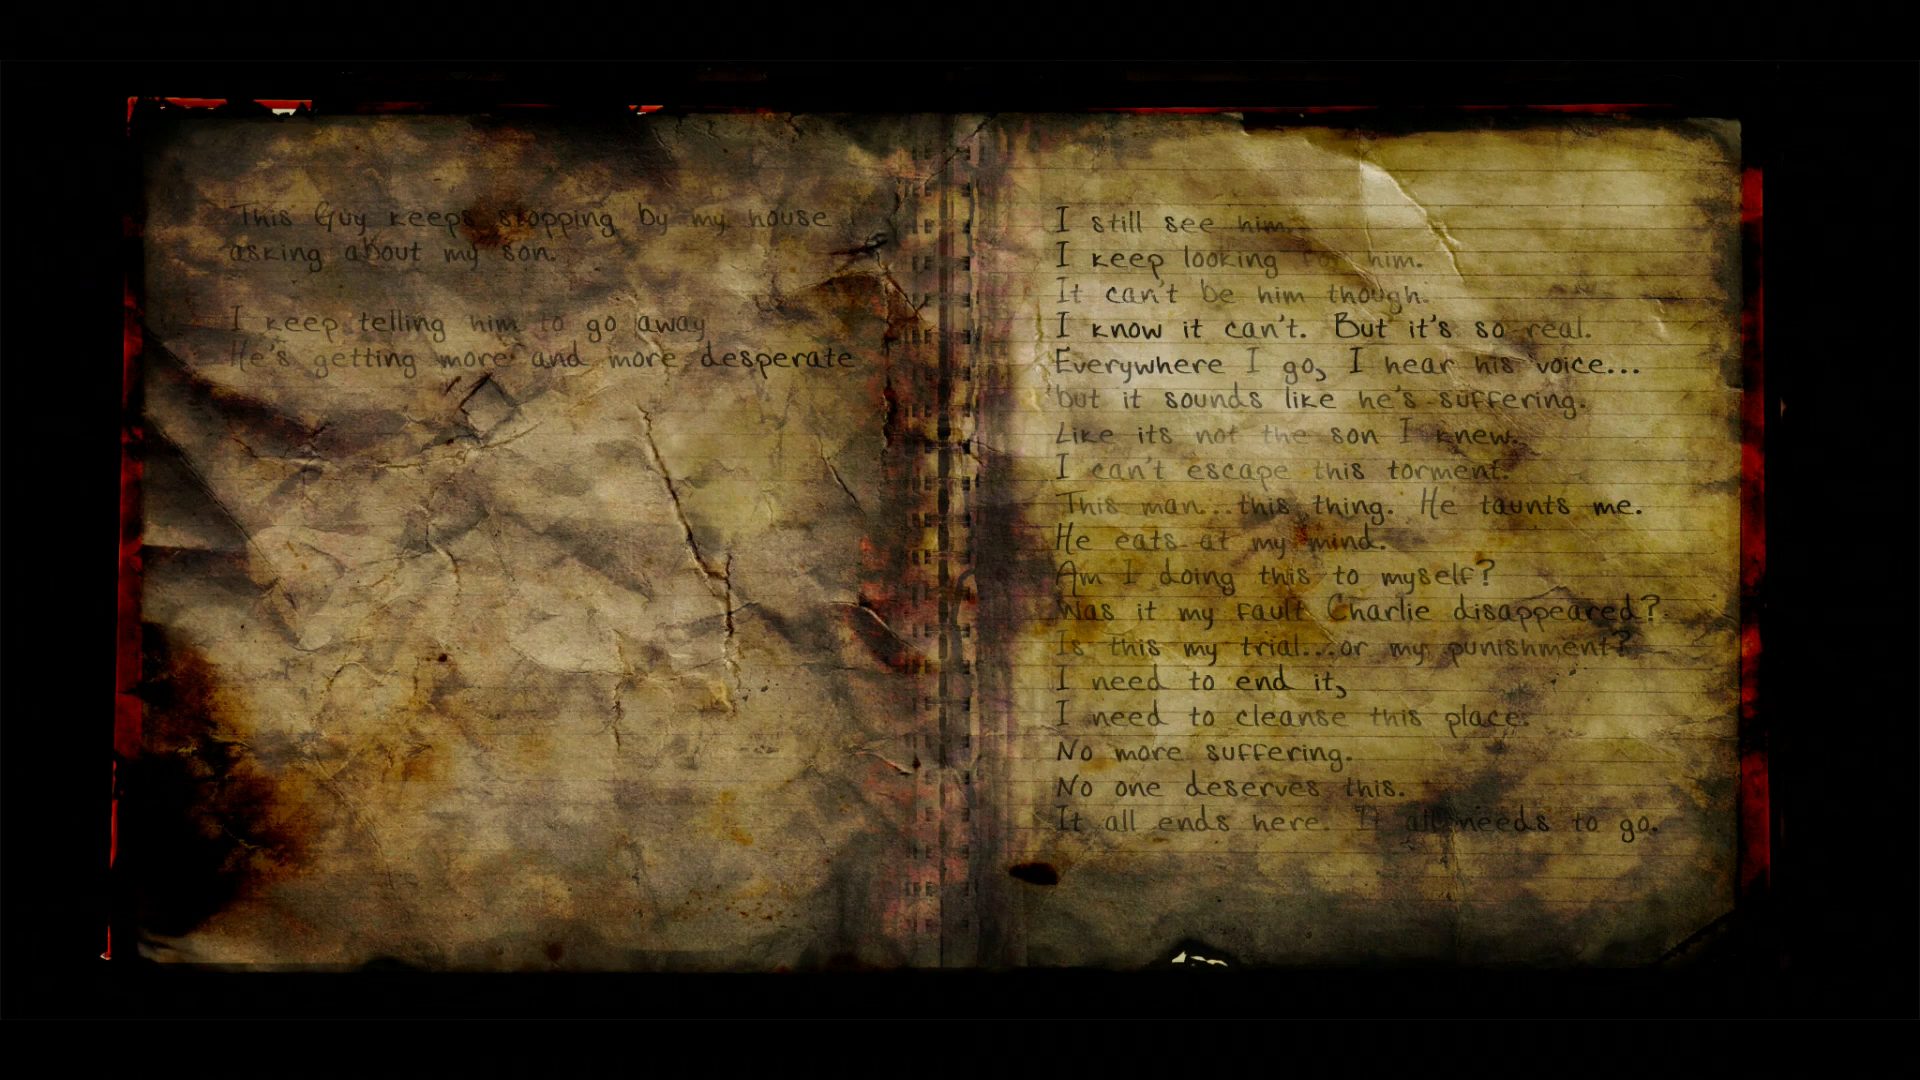 This Guy keeps stopping by my house
asking about my son.
I keep telling him to go away
He's getting more and more desperate
I still see him.
I keep looking for him.
It can't be him though.
I know it can't. But it's so real.
Everywhere I go, I hear his voice...
but it sounds like he's suffering.
Like its not the son I knew.
I can't escape this torment.
This man...this thing. He taunts me.
He eats at my mind.
Am I doing this to myself?
Was it my fault Charlie disappeared?
Is this my trial...or my punishment?
I need to end it,
I need to cleanse this place.
No more suffering.
No one deserves this.
It all ends here. It all needs to go.